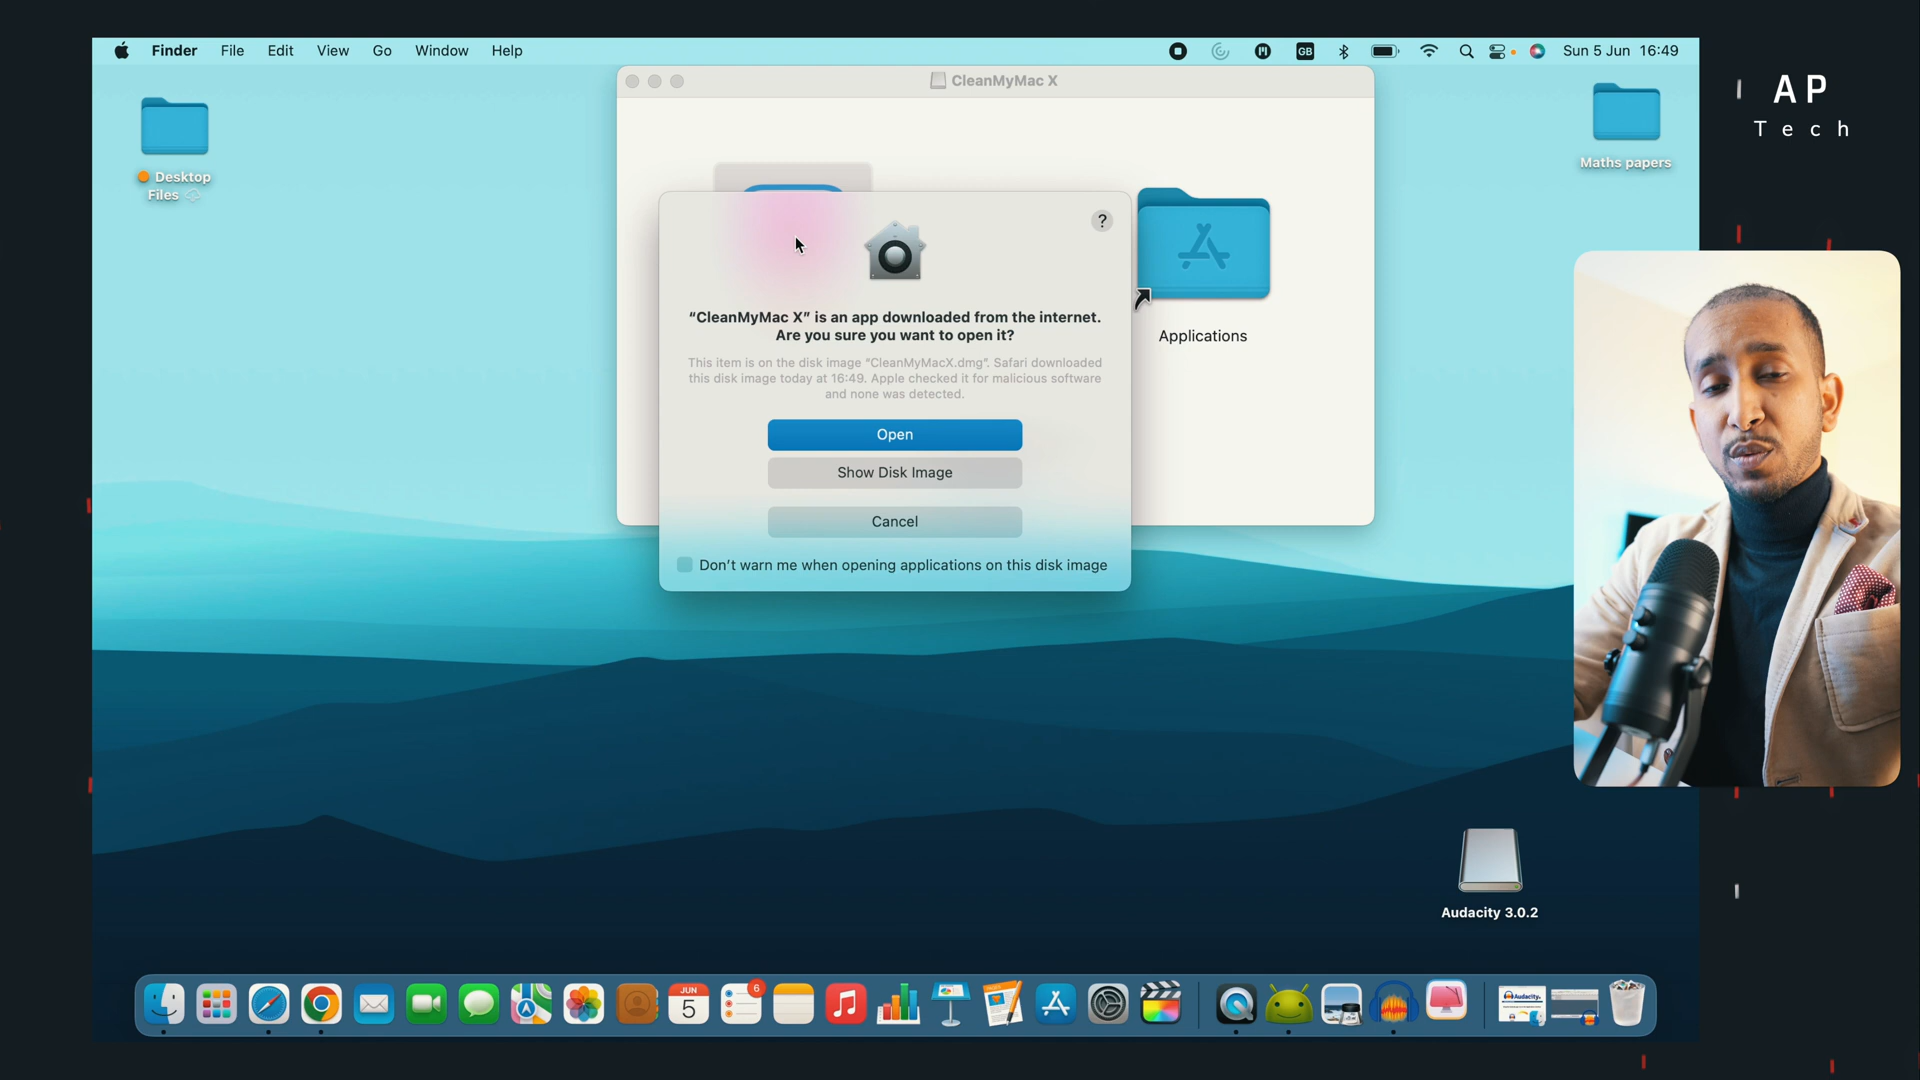 Finder File Edit View Go Window Help
GB
Sun 5 Jun 16:49
AP
Tech
CleanMyMac X
Desktop
Files
Maths papers
?
“CleanMyMac X” is an app downloaded from the internet.
Are you sure you want to open it?
This item is on the disk image “CleanMyMacX.dmg”. Safari downloaded
this disk image today at 16:49. Apple checked it for malicious software
and none was detected.
Open
Show Disk Image
Cancel
Don’t warn me when opening applications on this disk image
Applications
Audacity 3.0.2
JUN
5
6
Audacity.